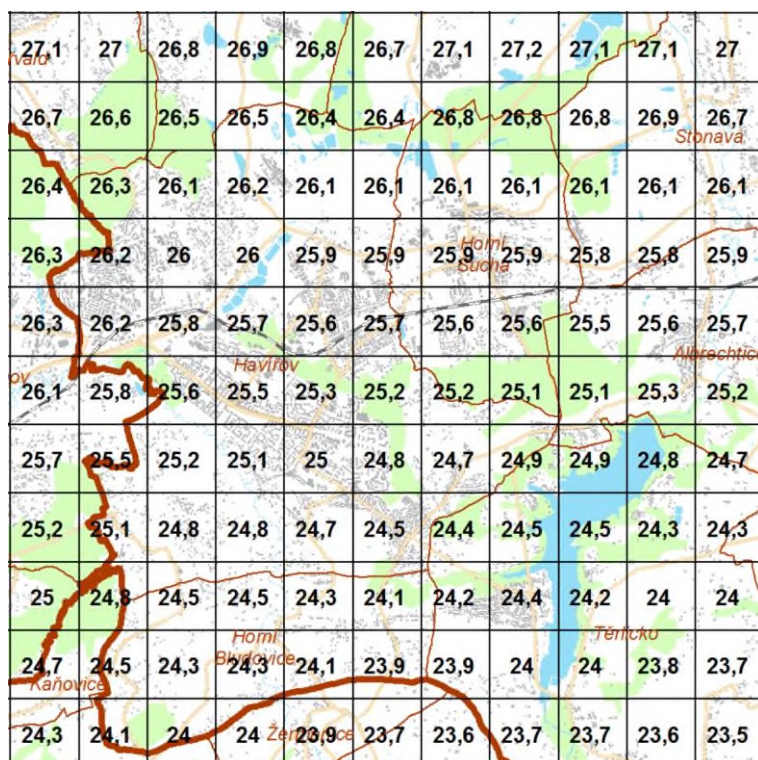 27,1 27 26,8 26,9 26,8 26,7 27,1 27,2 27,1 27,1 27
rvald
26,7 26,6 26,5 26,5 26,4 26,4 26,8 26,8 26,8 26,9 26,7
Stonava
26,4 26,3 26,1 26,2 26,1 26,1 26,1 26,1 26,1 26,1 26,1
Horní
26,3 26,2 26 26 25,9 25,9 25,9 25,9 25,8 25,8 25,9
Suchá
26,3 26,2 25,8 25,7 25,6 25,7 25,6 25,6 25,5 25,6 25,7
Albrechtice
Havířov
ov
26,1 25,8 25,6 25,5 25,3 25,2 25,2 25,1 25,1 25,3 25,2
25,7 25,5 25,2 25,1 25 24,8 24,7 24,9 24,9 24,8 24,7
25,2 25,1 24,8 24,8 24,7 24,5 24,4 24,5 24,5 24,3 24,3
25 24,8 24,5 24,5 24,3 24,1 24,2 24,4 24,2 24 24
Těrlicko
Horní
Bludovice
24,7 24,5 24,3 24,3 24,1 23,9 23,9 24 24 23,8 23,7
Kaňovice
24,3 24,1 24 24 23,9 23,7 23,6 23,7 23,7 23,6 23,5
Žermanice